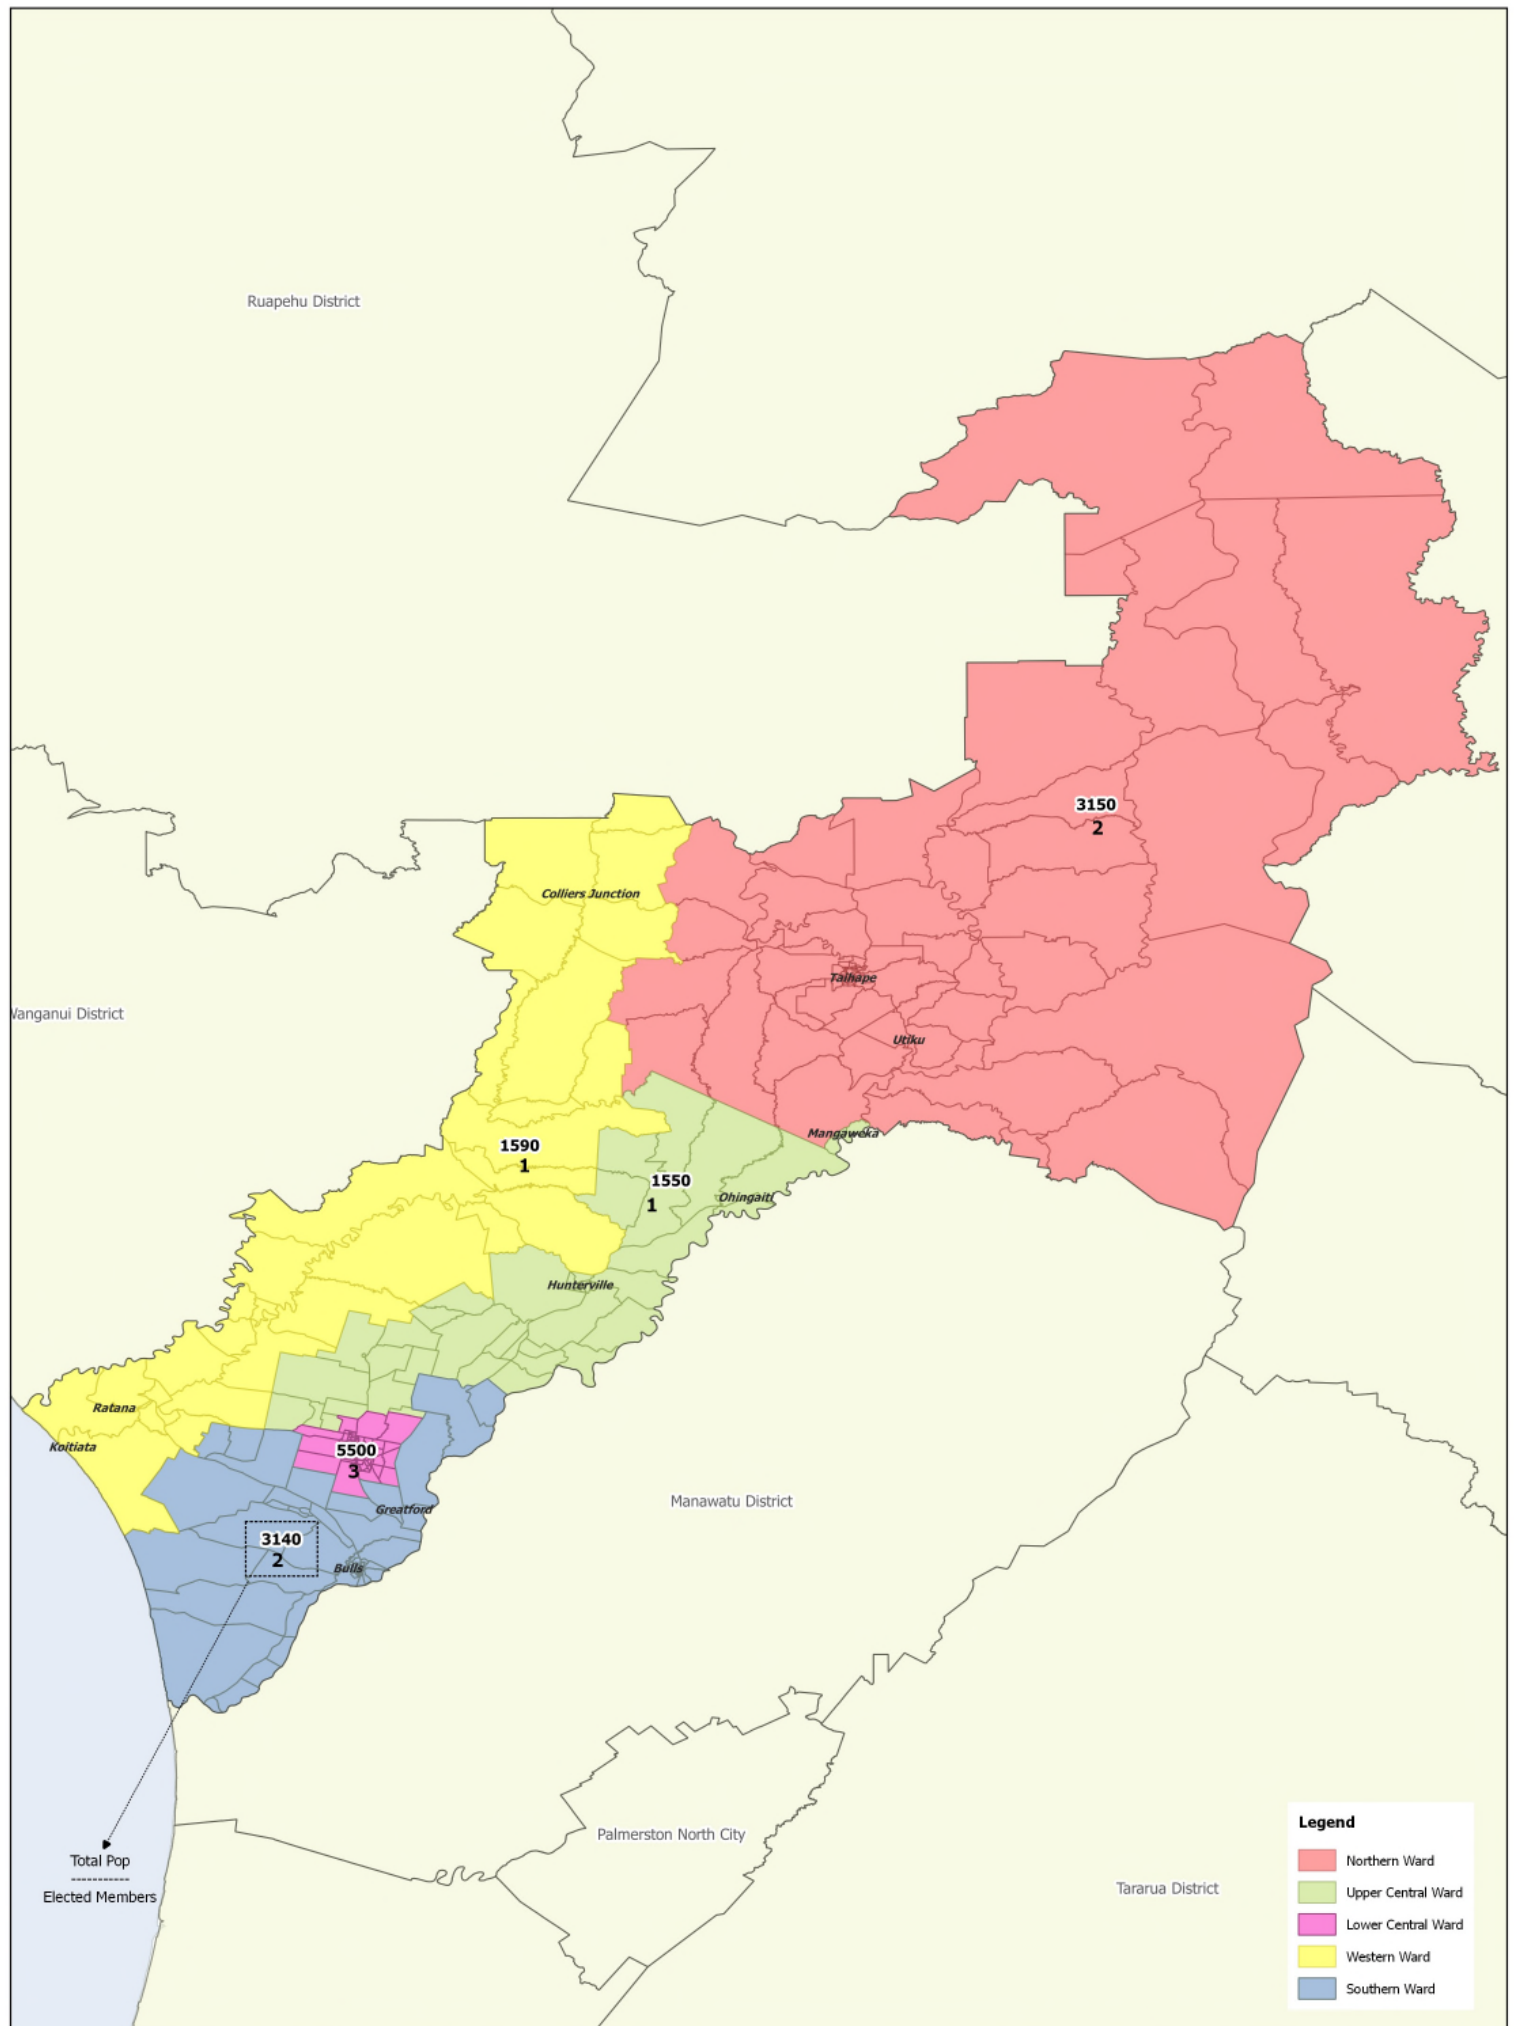 Ruapehu District
3150
2
Colliers Junction
Taihape
Wanganui District
Utiku
Mangaweka
1590
1
1550
1
Ohingaiti
Hunterville
Ratana
Koitiata
5500
3
Manawatu District
Greatford
3140
2
Bulls
Palmerston North City
Total Pop
-----------
Elected Members
Tararua District
Legend
Northern Ward
Upper Central Ward
Lower Central Ward
Western Ward
Southern Ward